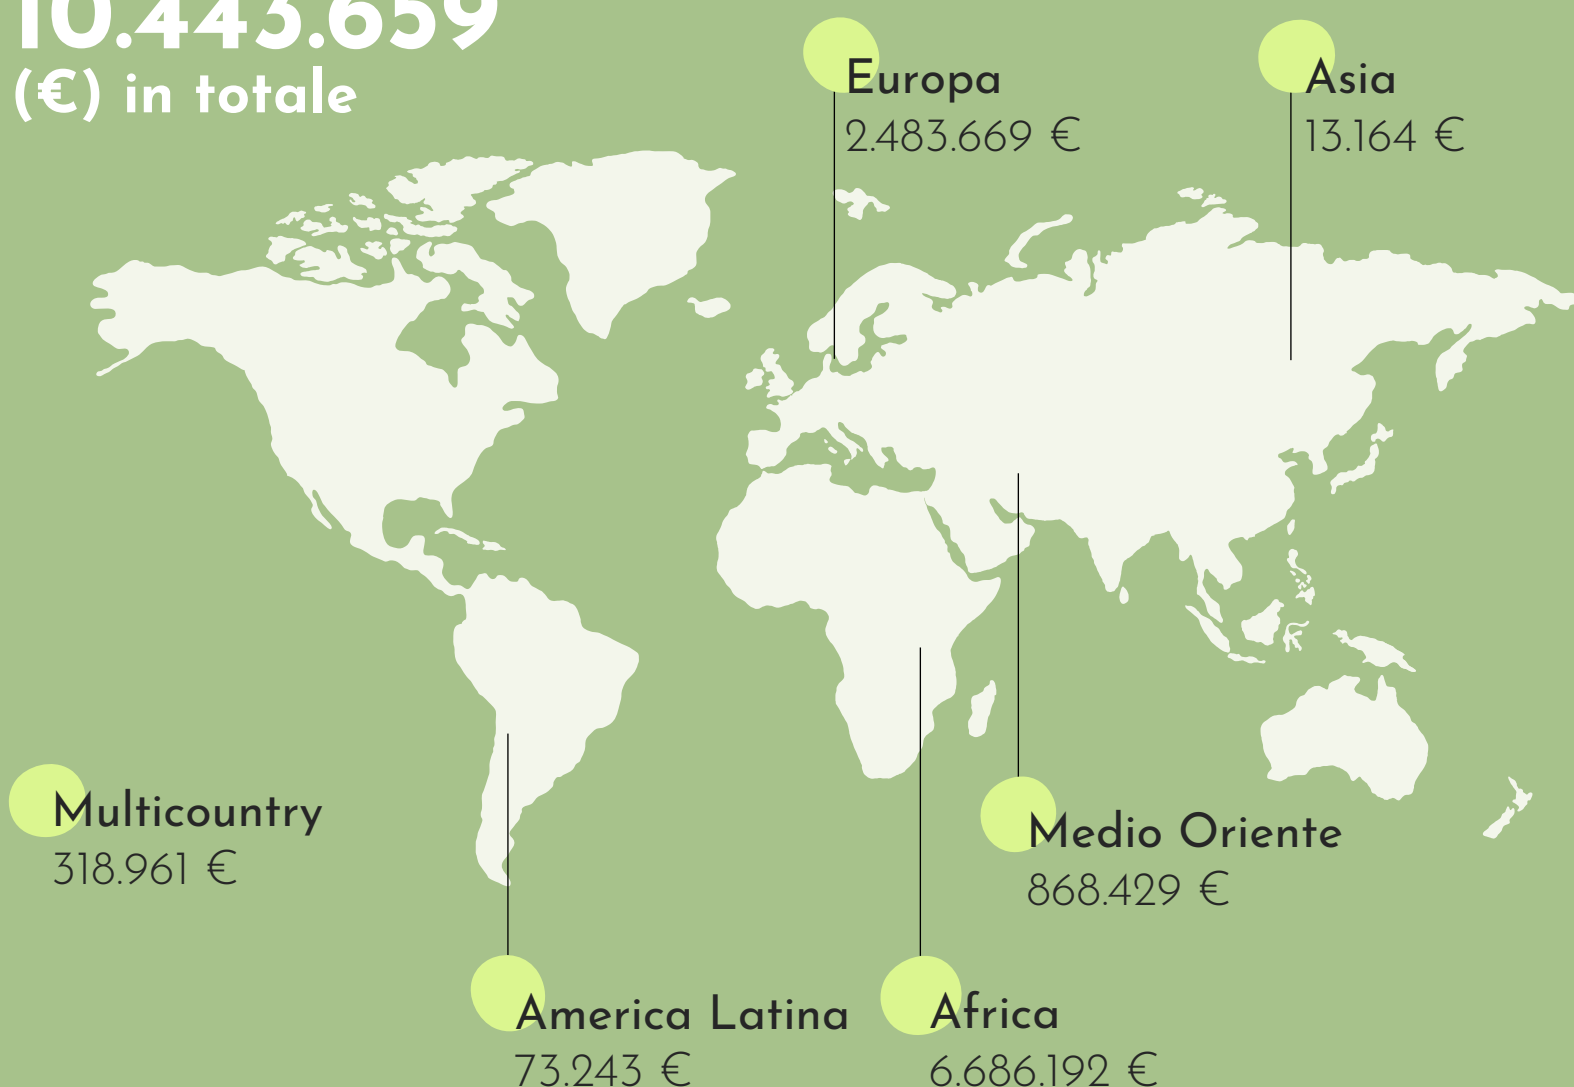 10.443.659
(€) in totale
Europa
2.483.669 €
Asia
13.164 €
Multicountry
318.961 €
Medio Oriente
868.429 €
America Latina
73.243 €
Africa
6.686.192 €